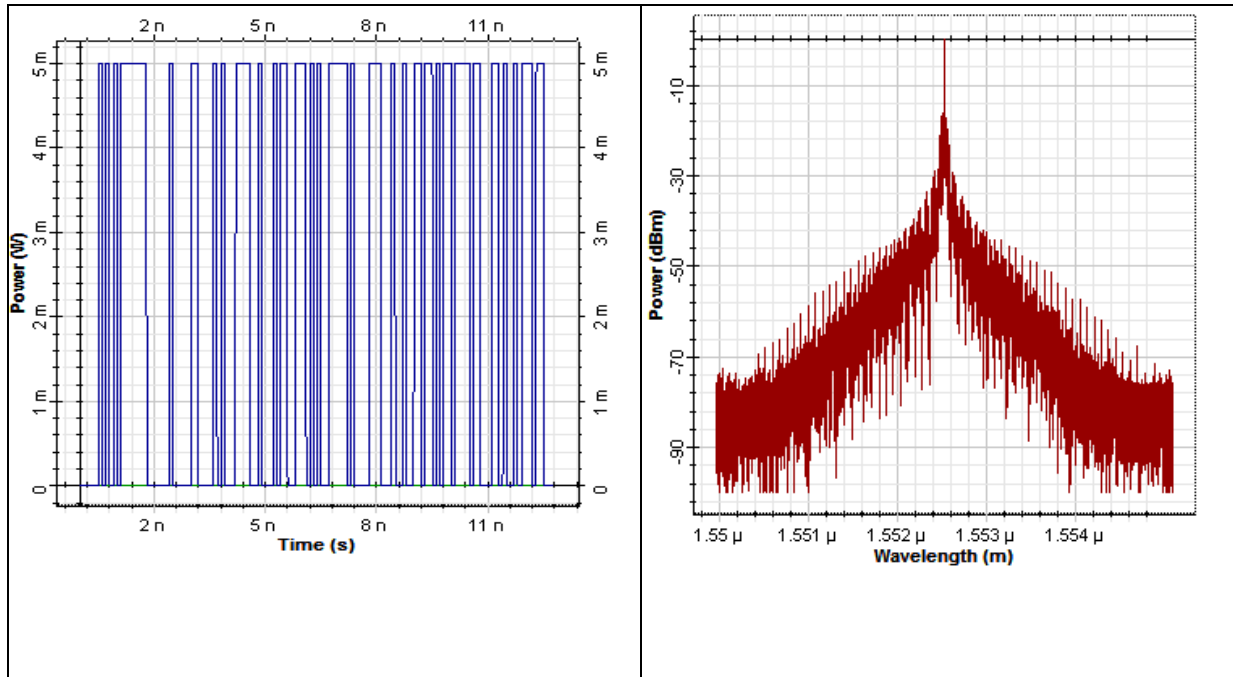 2 n 5 n 8 n 11 n
5 m 5 m
4 m 4 m
3 m 3 m
2 m 2 m
1 m 1 m
0 0
Power (W)
2 n 5 n 8 n 11 n
Time (s)
-10
-30
-50
-70
-90
Power (dBm)
1.55 µ 1.551 µ 1.552 µ 1.553 µ 1.554 µ
Wavelength (m)